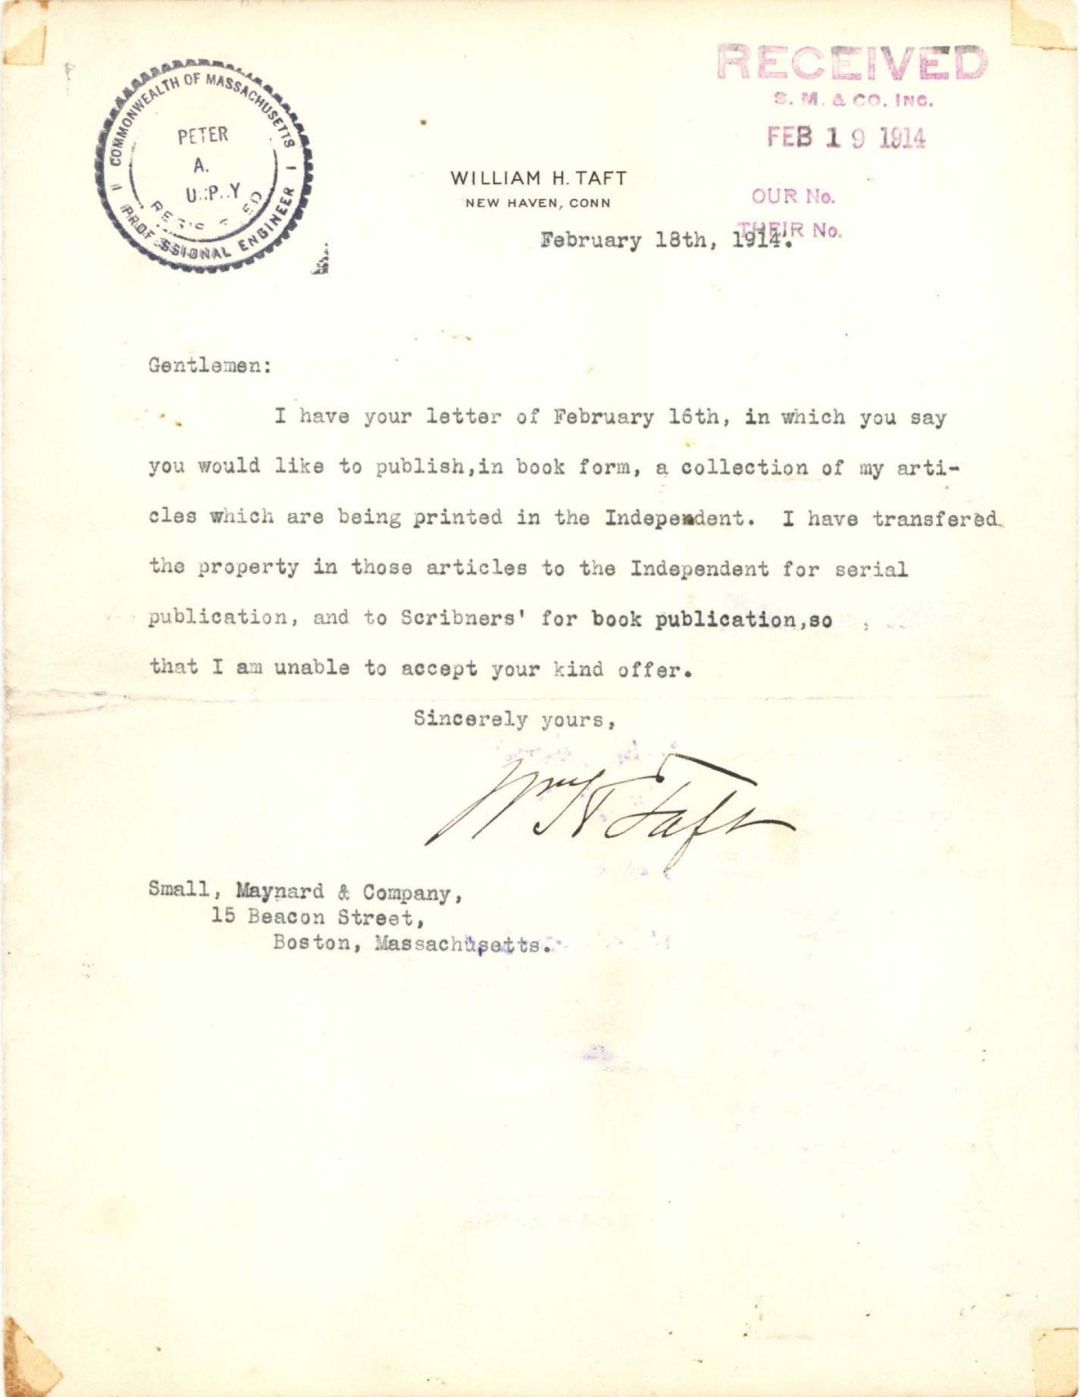 RECEIVED
S. M. & CO. INC.
FEB 19 1914
OUR No.
THEIR No.
COMMONWEALTH OF MASSACHUSETTS
PETER
A.
PROFESSIONAL ENGINEER
WILLIAM H. TAFT
NEW HAVEN, CONN
February 18th, 1914.
Gentlemen:
I have your letter of February 16th, in which you say
you would like to publish,in book form, a collection of my arti-
cles which are being printed in the Independent. I have transfered
the property in those articles to the Independent for serial
publication, and to Scribners' for book publication,so
that I am unable to accept your kind offer.
Sincerely yours,
Wm H Taft
Small, Maynard & Company,
15 Beacon Street,
Boston, Massachusetts.